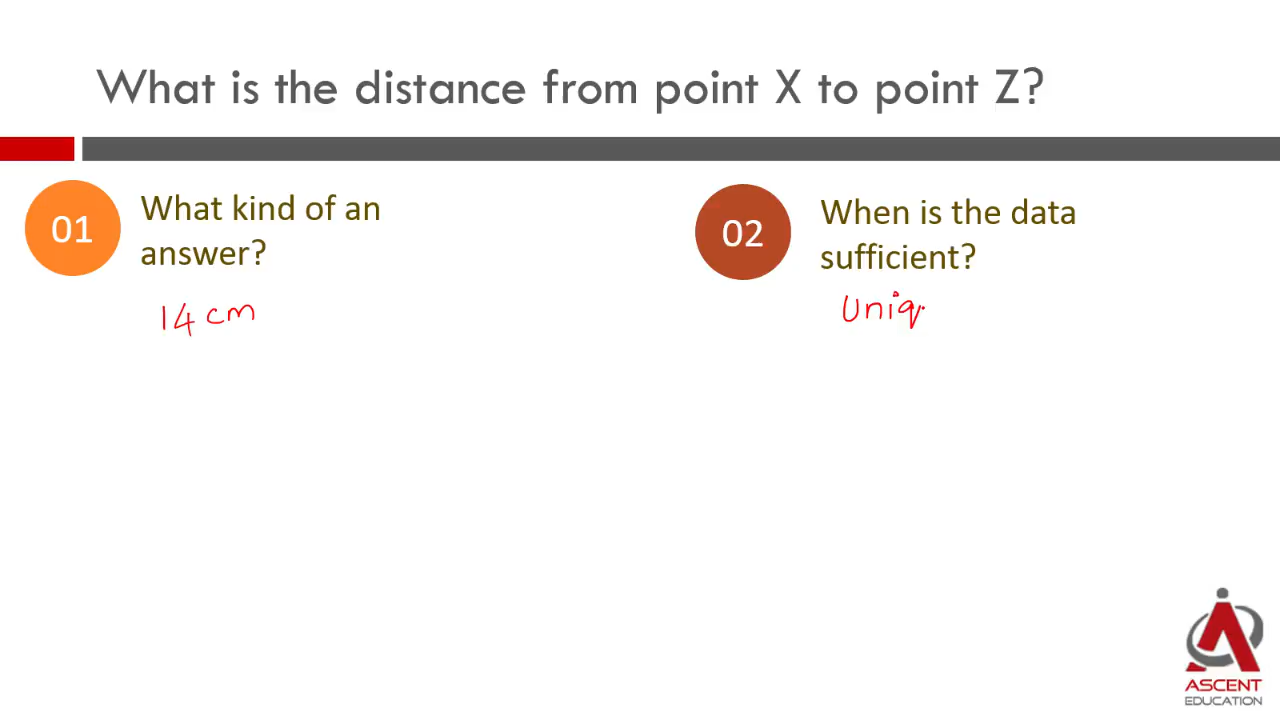 What is the distance from point X to point Z?
01
What kind of an
answer?
14 cm
02
When is the data
sufficient?
Uniq
ASCENT
EDUCATION